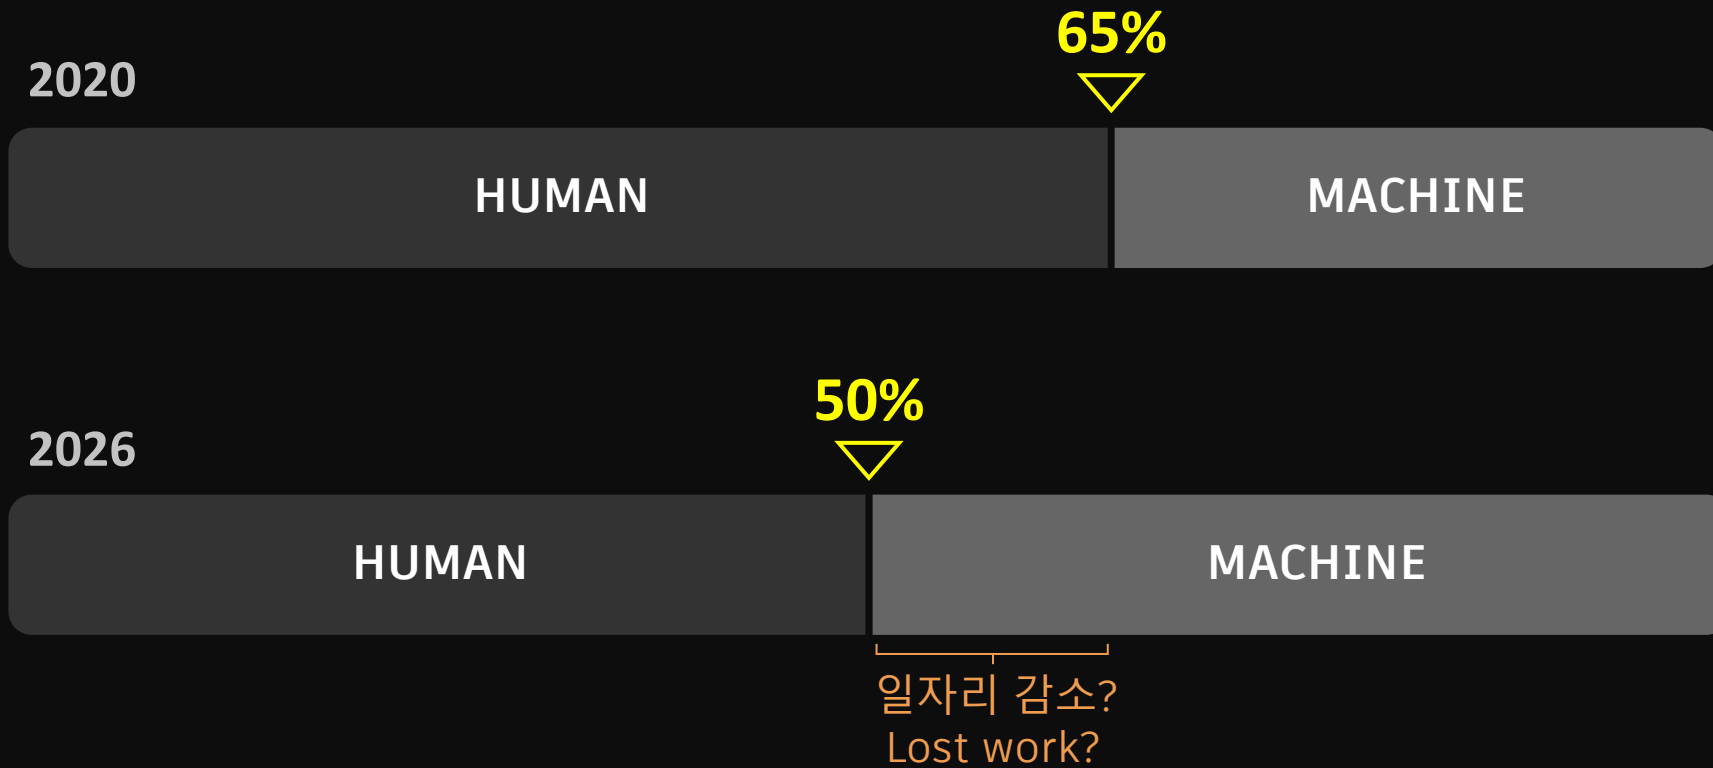 65%
2020
HUMAN MACHINE
50%
2026
HUMAN MACHINE
일자리 감소?
Lost work?